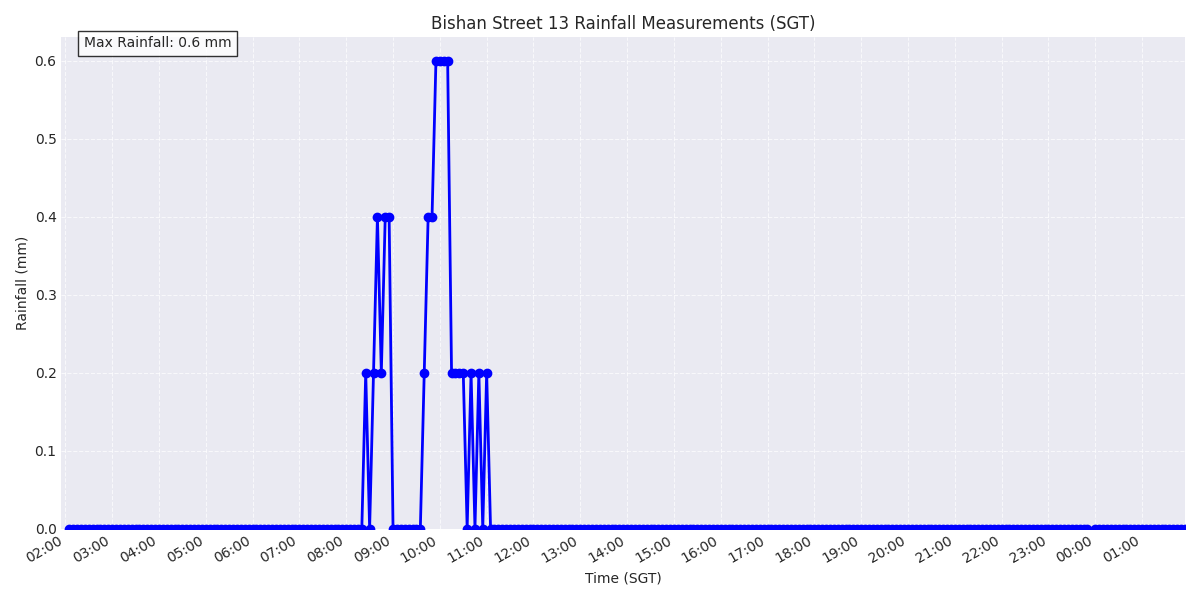 Bishan Street 13 Rainfall Measurements (SGT)
Max Rainfall: 0.6 mm
Rainfall (mm)
0.6
0.5
0.4
0.3
0.2
0.1
0.0
02:00 03:00 04:00 05:00 06:00 07:00 08:00 09:00 10:00 11:00 12:00 13:00 14:00 15:00 16:00 17:00 18:00 19:00 20:00 21:00 22:00 23:00 00:00 01:00
Time (SGT)